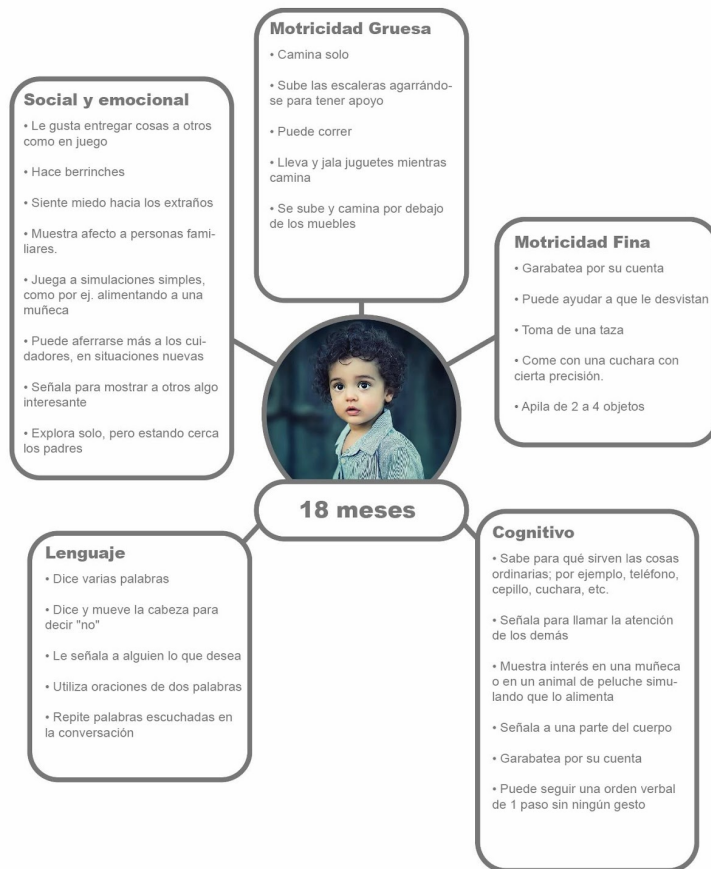 Motricidad Gruesa
• Camina solo
• Sube las escaleras agarrándo-
se para tener apoyo
• Puede correr
• Lleva y jala juguetes mientras
camina
• Se sube y camina por debajo
de los muebles
Social y emocional
• Le gusta entregar cosas a otros
como en juego
• Hace berrinches
• Siente miedo hacia los extraños
• Muestra afecto a personas fami-
liares.
• Juega a simulaciones simples,
como por ej. alimentando a una
muñeca
• Puede aferrarse más a los cui-
dadores, en situaciones nuevas
• Señala para mostrar a otros algo
interesante
• Explora solo, pero estando cerca
los padres
Motricidad Fina
• Garabatea por su cuenta
• Puede ayudar a que le desvistan
• Toma de una taza
• Come con una cuchara con
cierta precisión.
• Apila de 2 a 4 objetos
18 meses
Lenguaje
• Dice varias palabras
• Dice y mueve la cabeza para
decir "no"
• Le señala a alguien lo que desea
• Utiliza oraciones de dos palabras
• Repite palabras escuchadas en
la conversación
Cognitivo
• Sabe para qué sirven las cosas
ordinarias; por ejemplo, teléfono,
cepillo, cuchara, etc.
• Señala para llamar la atención
de los demás
• Muestra interés en una muñeca
o en un animal de peluche simu-
lando que lo alimenta
• Señala a una parte del cuerpo
• Garabatea por su cuenta
• Puede seguir una orden verbal
de 1 paso sin ningún gesto